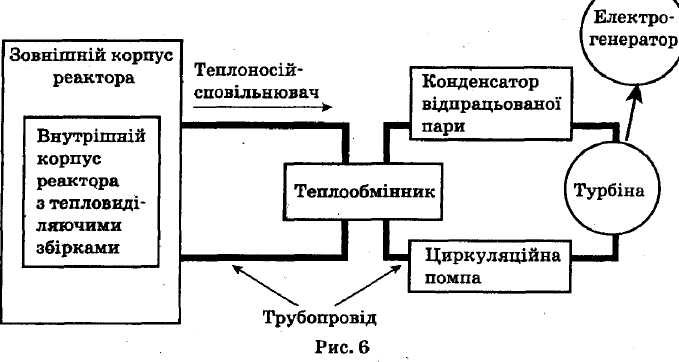 Електро-
генератор
Зовнішній корпус
реактора
Теплоносій-
сповільнювач
Конденсатор
відпрацьованої
пари
Внутрішній
корпус
реактора
з тепловиді-
ляючими
збірками
Теплообмінник
Турбіна
Циркуляційна
помпа
Трубопровід
Рис. 6